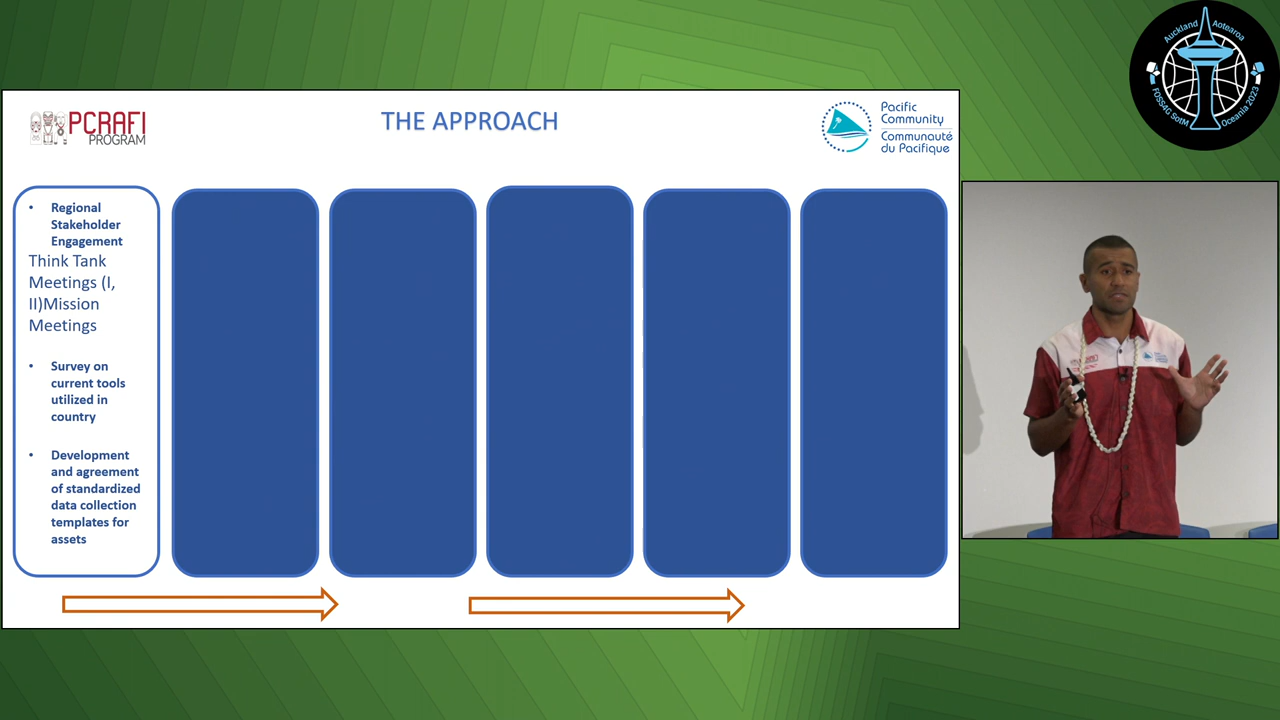 PCRAFI
PROGRAM
THE APPROACH
Pacific
Community
Communauté
du Pacifique
• Regional
Stakeholder
Engagement
Think Tank
Meetings (I,
II)Mission
Meetings
• Survey on
current tools
utilized in
country
• Development
and agreement
of standardized
data collection
templates for
assets
Auckland Aotearoa
FOSS4G SotM Oceania 2023